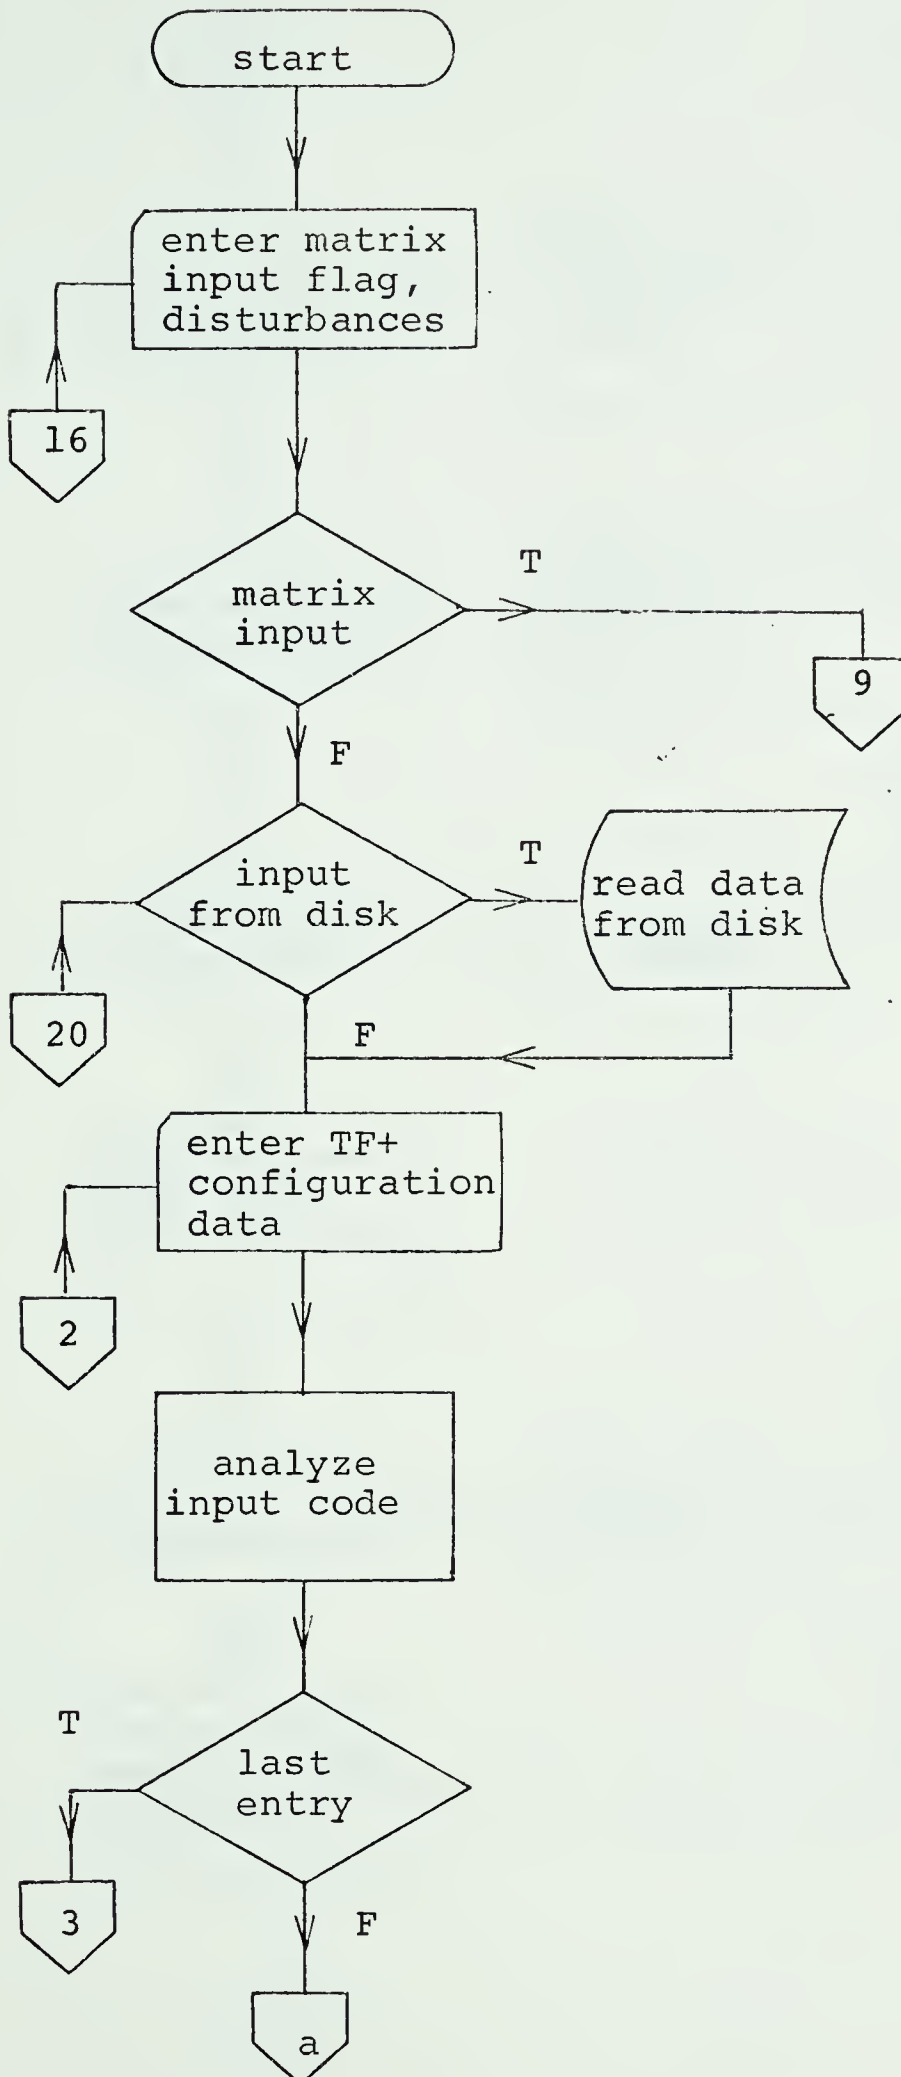 start
enter matrix
input flag,
disturbances
16
matrix
input
T
9
F
input
from disk
T
read data
from disk
20
F
enter TF+
configuration
data
2
analyze
input code
T
last
entry
3
F
a